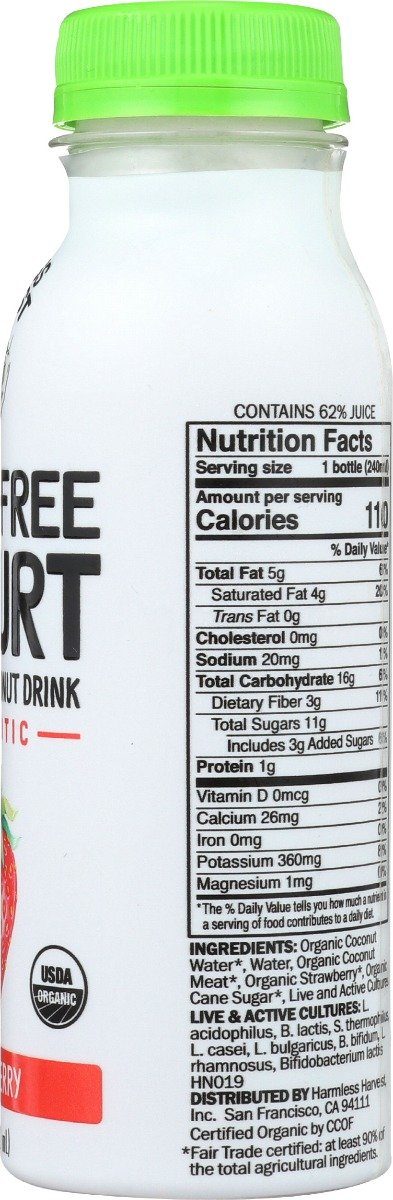 FREE
URT
NUT DRINK
TIC
USDA
ORGANIC
ERRY
mL)
CONTAINS 62% JUICE
Nutrition Facts
Serving size 1 bottle (240ml)
Amount per serving
Calories 110
% Daily Value*
Total Fat 5g 6%
Saturated Fat 4g 20%
Trans Fat 0g
Cholesterol 0mg 0%
Sodium 20mg 1%
Total Carbohydrate 16g 6%
Dietary Fiber 3g 11%
Total Sugars 11g
Includes 3g Added Sugars 6%
Protein 1g
Vitamin D 0mcg 0%
Calcium 26mg 2%
Iron 0mg 0%
Potassium 360mg 8%
Magnesium 1mg 0%
*The % Daily Value tells you how much a nutrient in
a serving of food contributes to a daily diet.
INGREDIENTS: Organic Coconut
Water*, Water, Organic Coconut
Meat*, Organic Strawberry*, Organic
Cane Sugar*, Live and Active Cultures
LIVE & ACTIVE CULTURES: L.
acidophilus, B. lactis, S. thermophilus,
L. casei, L. bulgaricus, B. bifidum, L.
rhamnosus, Bifidobacterium lactis
HN019
DISTRIBUTED BY Harmless Harvest,
Inc. San Francisco, CA 94111
Certified Organic by CCOF
*Fair Trade certified: at least 90% of
the total agricultural ingredients.